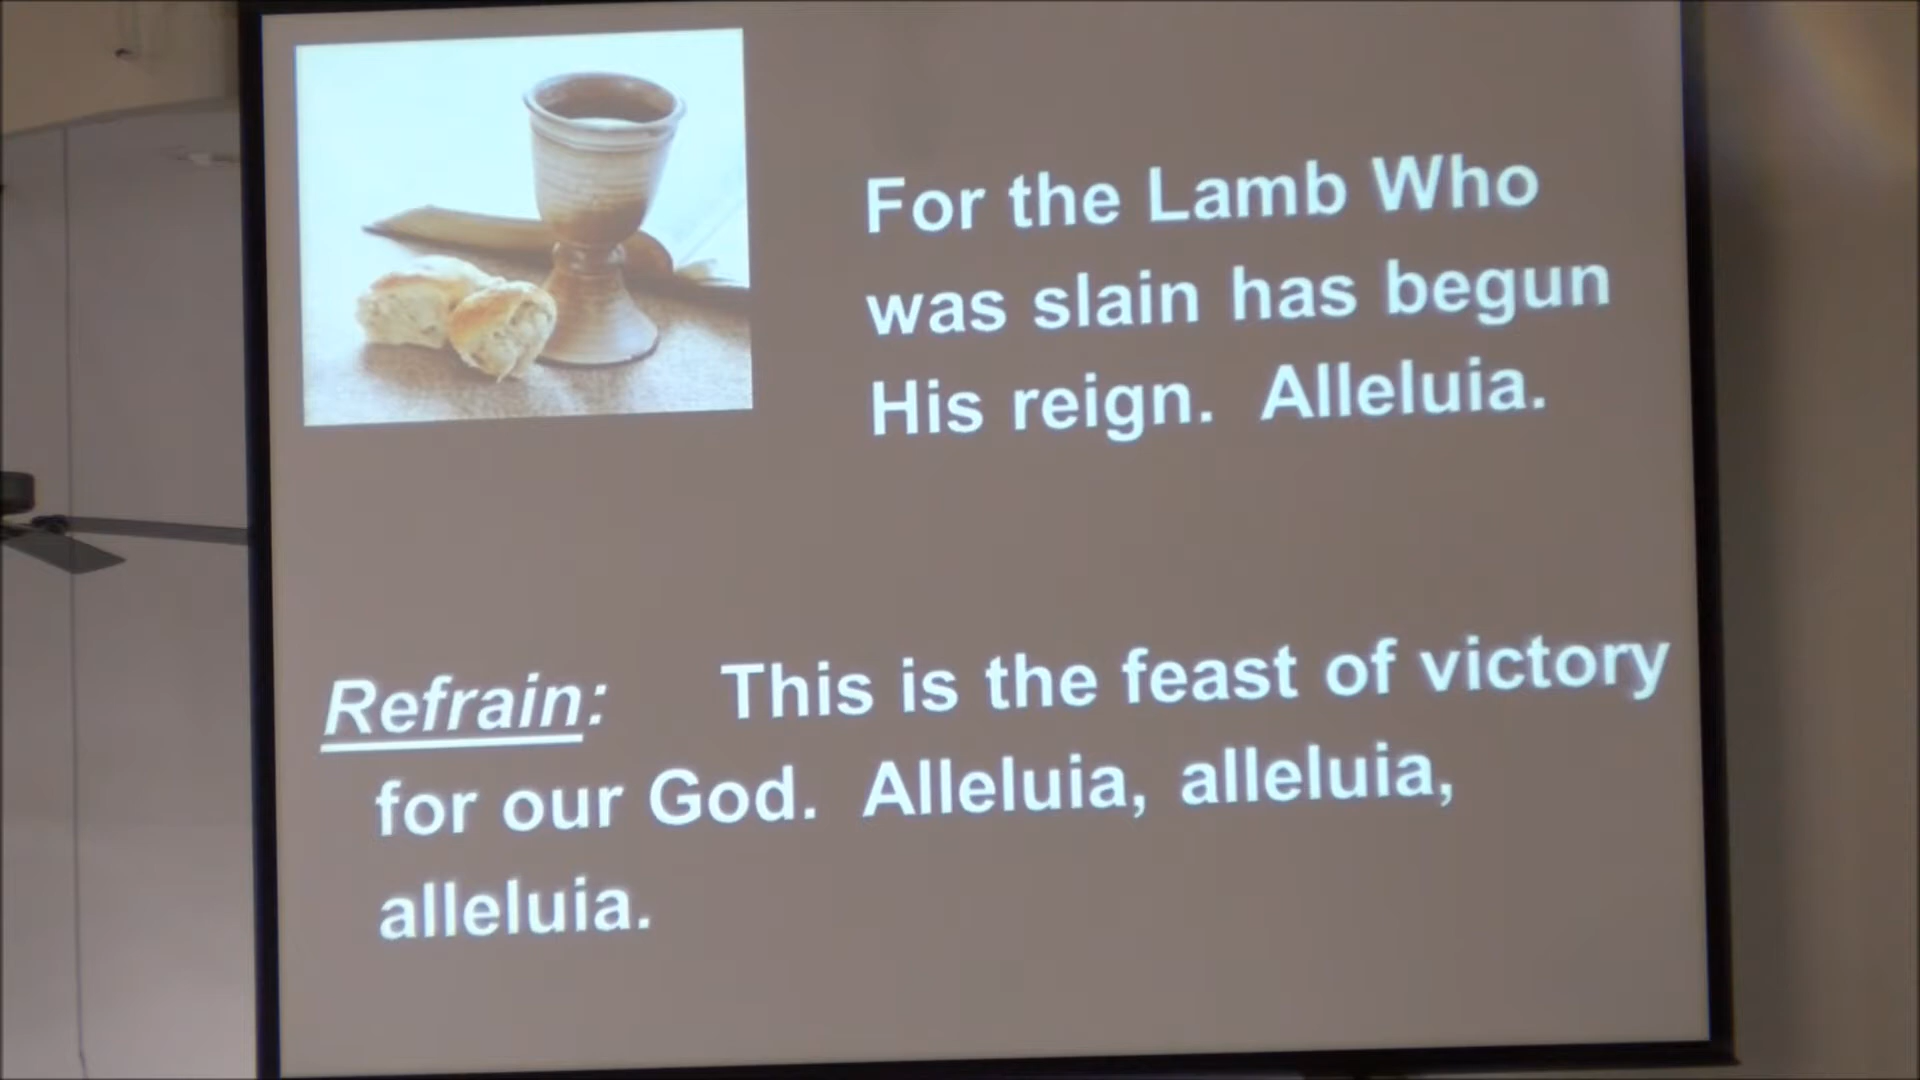 For the Lamb Who
was slain has begun
His reign.  Alleluia.
Refrain:    This is the feast of victory
for our God.  Alleluia, alleluia,
alleluia.